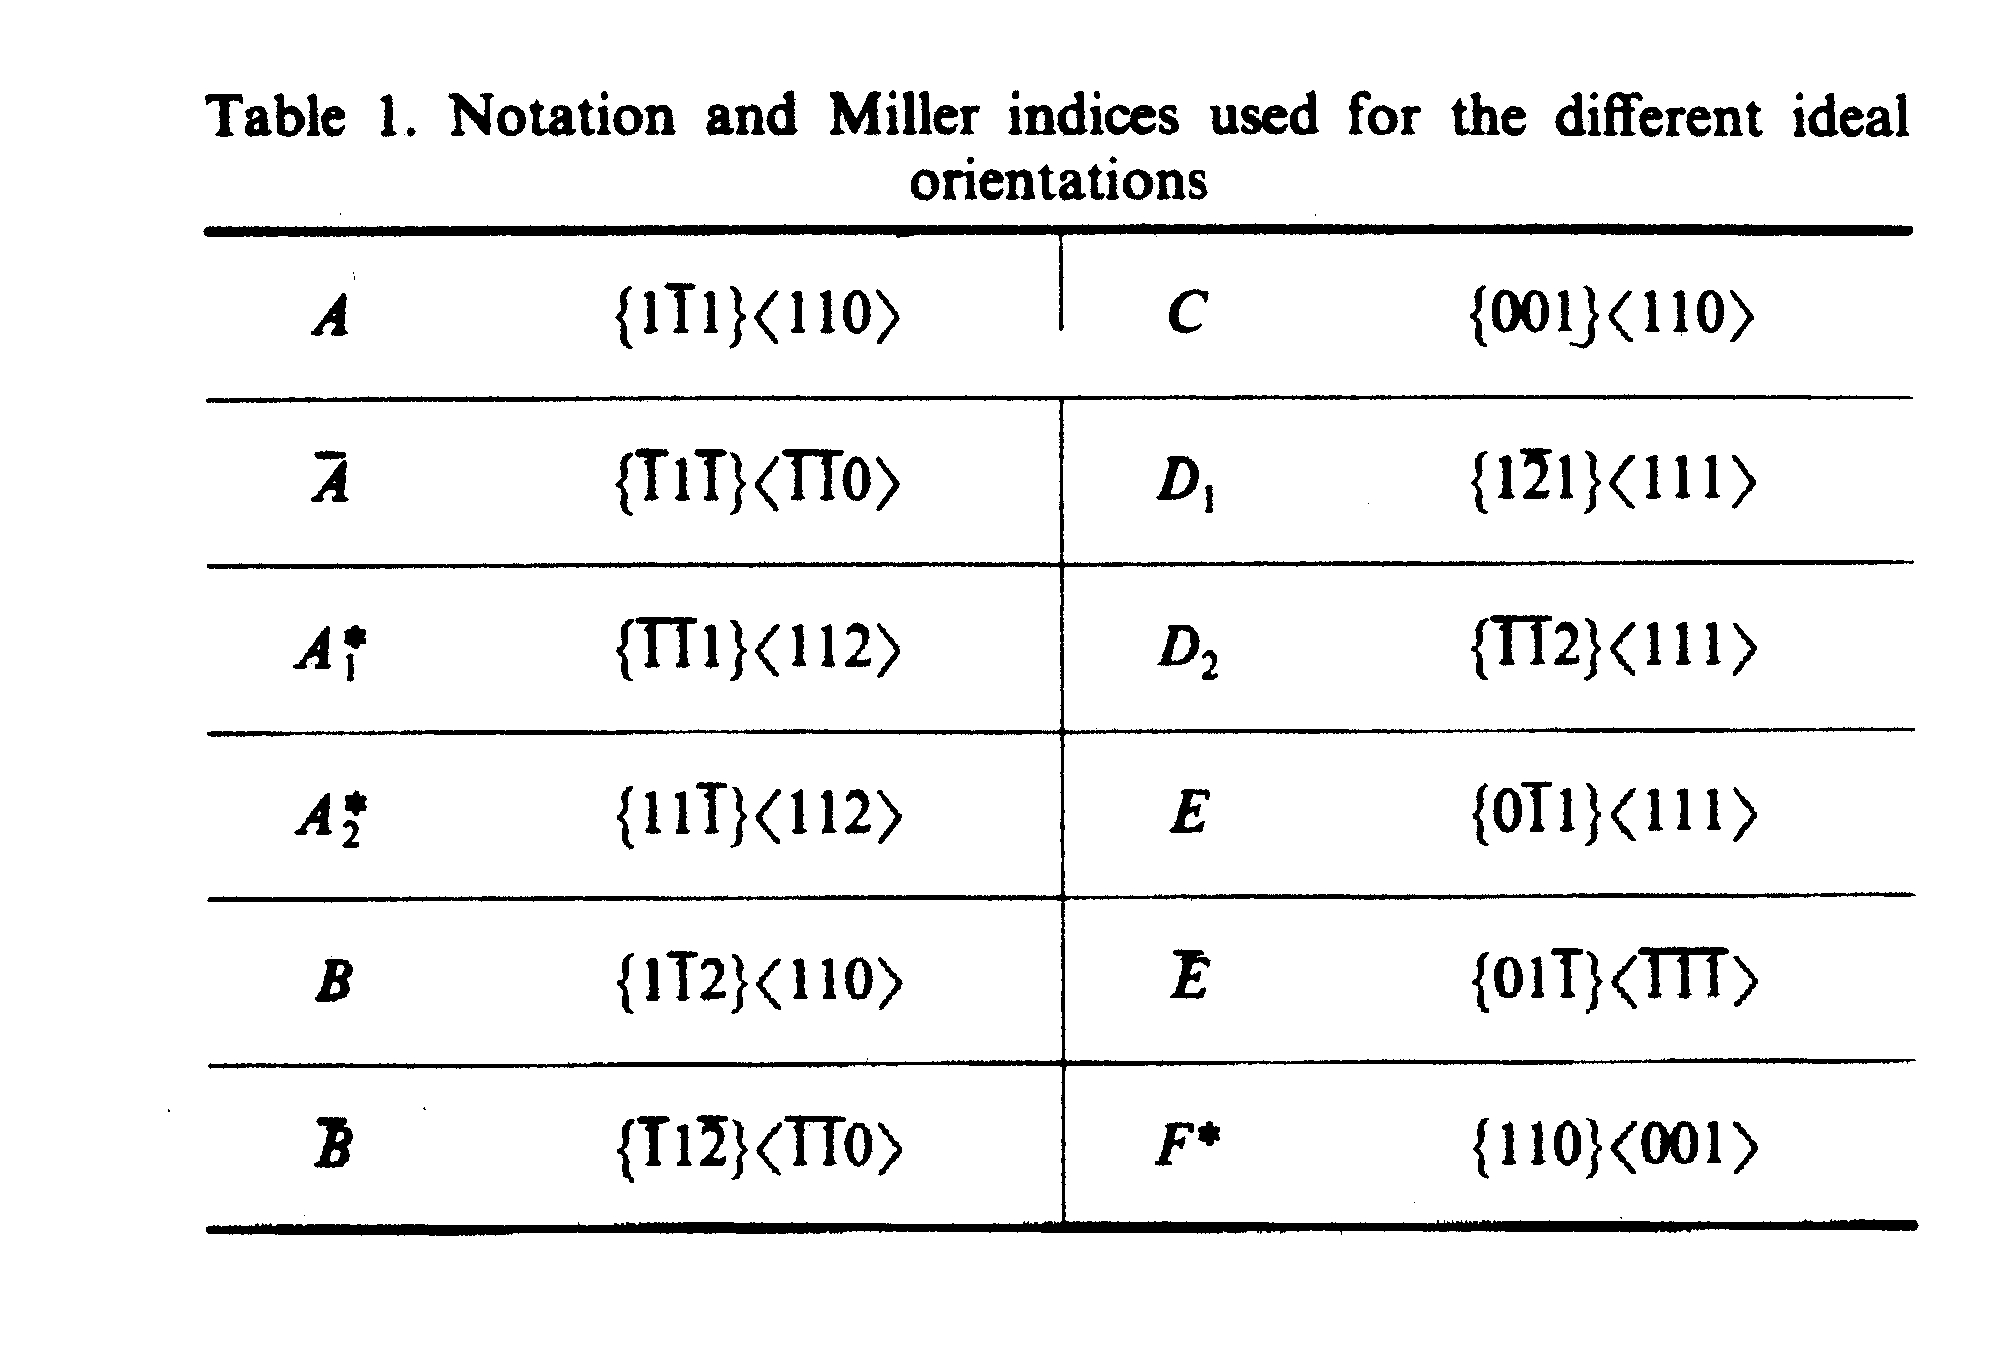 Table 1. Notation and Miller indices used for the different ideal
orientations
A {11̅1}⟨110⟩ C {001}⟨110⟩
A̅ {1̅11̅}⟨1̅1̅0⟩ D₁ {12̅1}⟨111⟩
A₁* {1̅1̅1}⟨112⟩ D₂ {1̅1̅2}⟨111⟩
A₂* {111̅}⟨112⟩ E {01̅1}⟨111⟩
B {11̅2}⟨110⟩ E̅ {011̅}⟨1̅1̅1̅⟩
B̅ {1̅12̅}⟨1̅1̅0⟩ F* {110}⟨001⟩